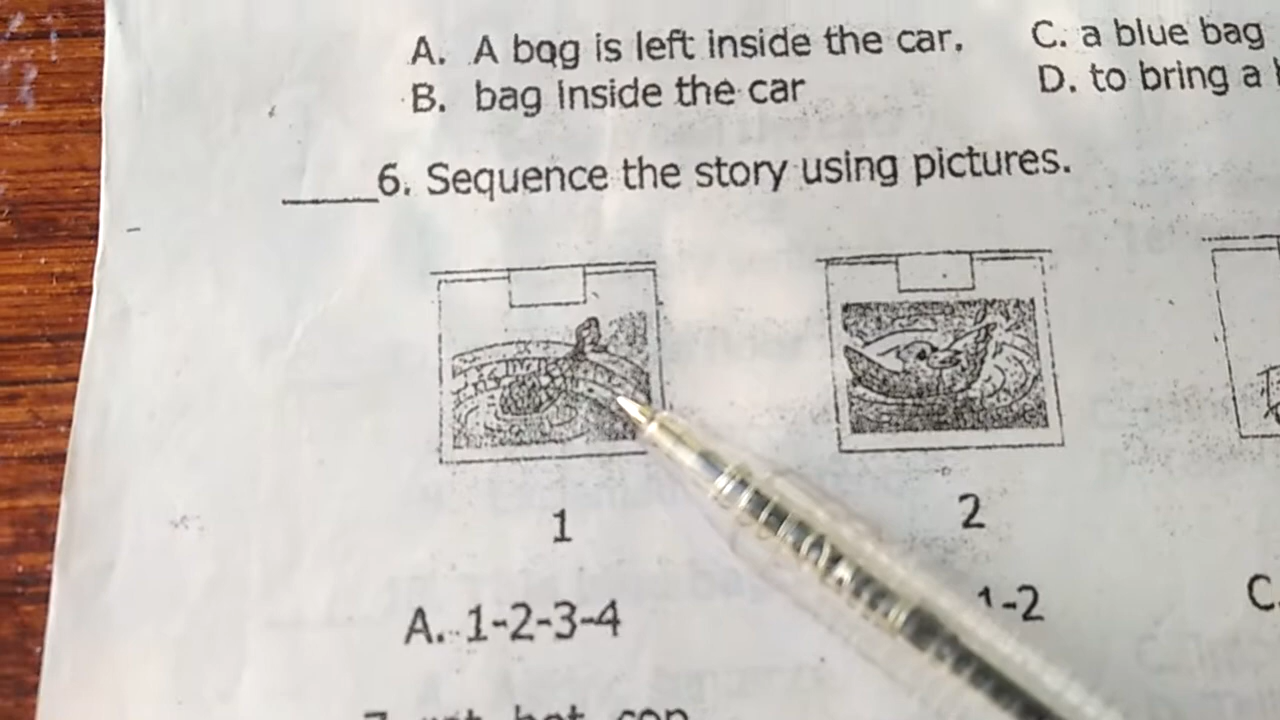 A. A bag is left inside the car.
C. a blue bag
B. bag inside the car
D. to bring a
6. Sequence the story using pictures.
1
2
A. 1-2-3-4
1-2
C.